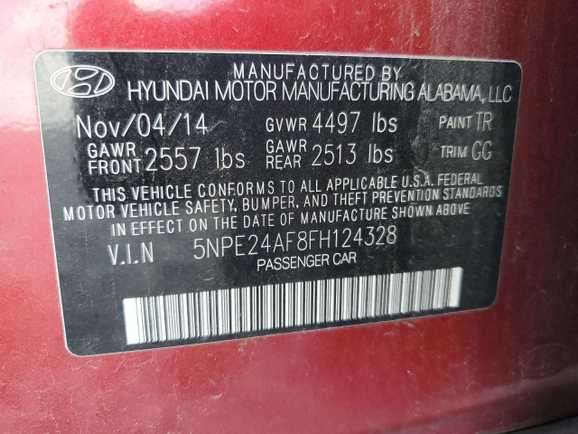 MANUFACTURED BY
HYUNDAI MOTOR MANUFACTURING ALABAMA, LLC
Nov/04/14 GVWR 4497 lbs PAINT TR
GAWR FRONT 2557 lbs GAWR REAR 2513 lbs TRIM GG
THIS VEHICLE CONFORMS TO ALL APPLICABLE U.S.A. FEDERAL
MOTOR VEHICLE SAFETY, BUMPER, AND THEFT PREVENTION STANDARDS
IN EFFECT ON THE DATE OF MANUFACTURE SHOWN ABOVE
V.I.N 5NPE24AF8FH124328
PASSENGER CAR